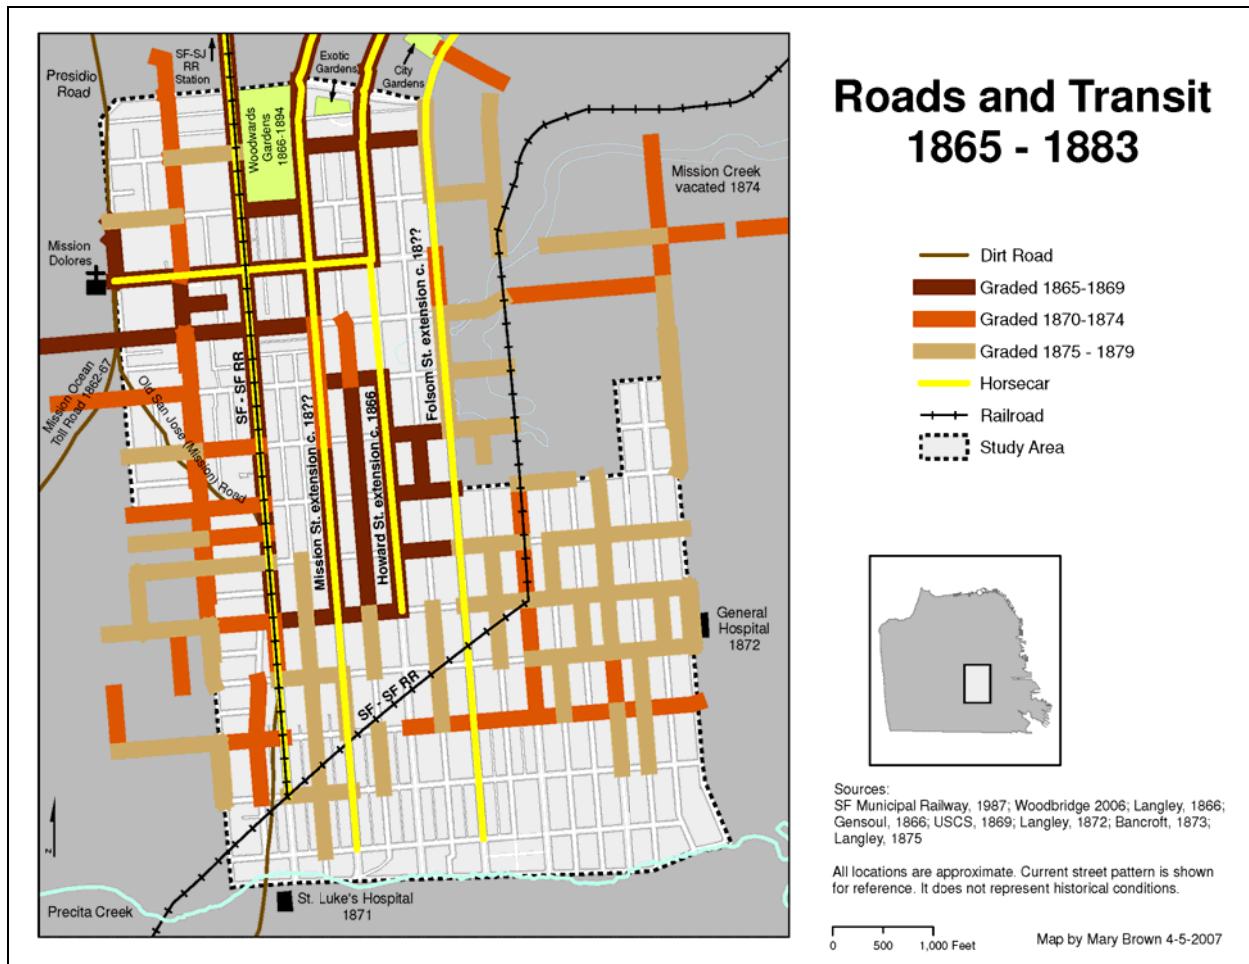 Roads and Transit
1865 - 1883
SF-SJ
RR
Station
Exotic
Gardens
City
Gardens
Presidio
Road
Woodwards
Gardens
1866-1894
Mission Creek
vacated 1874
Mission
Dolores
Mission Ocean
Toll Road 1862-67
Old San Jose (Mission) Road
SF - SF RR
Mission St. extension c. 18??
Howard St. extension c. 1866
Folsom St. extension c. 18??
SF - SF RR
General
Hospital
1872
Precita Creek
St. Luke's Hospital
1871
z
Dirt Road
Graded 1865-1869
Graded 1870-1874
Graded 1875 - 1879
Horsecar
Railroad
Study Area
Sources:
SF Municipal Railway, 1987; Woodbridge 2006; Langley, 1866;
Gensoul, 1866; USCS, 1869; Langley, 1872; Bancroft, 1873;
Langley, 1875
All locations are approximate. Current street pattern is shown
for reference. It does not represent historical conditions.
0 500 1,000 Feet
Map by Mary Brown 4-5-2007